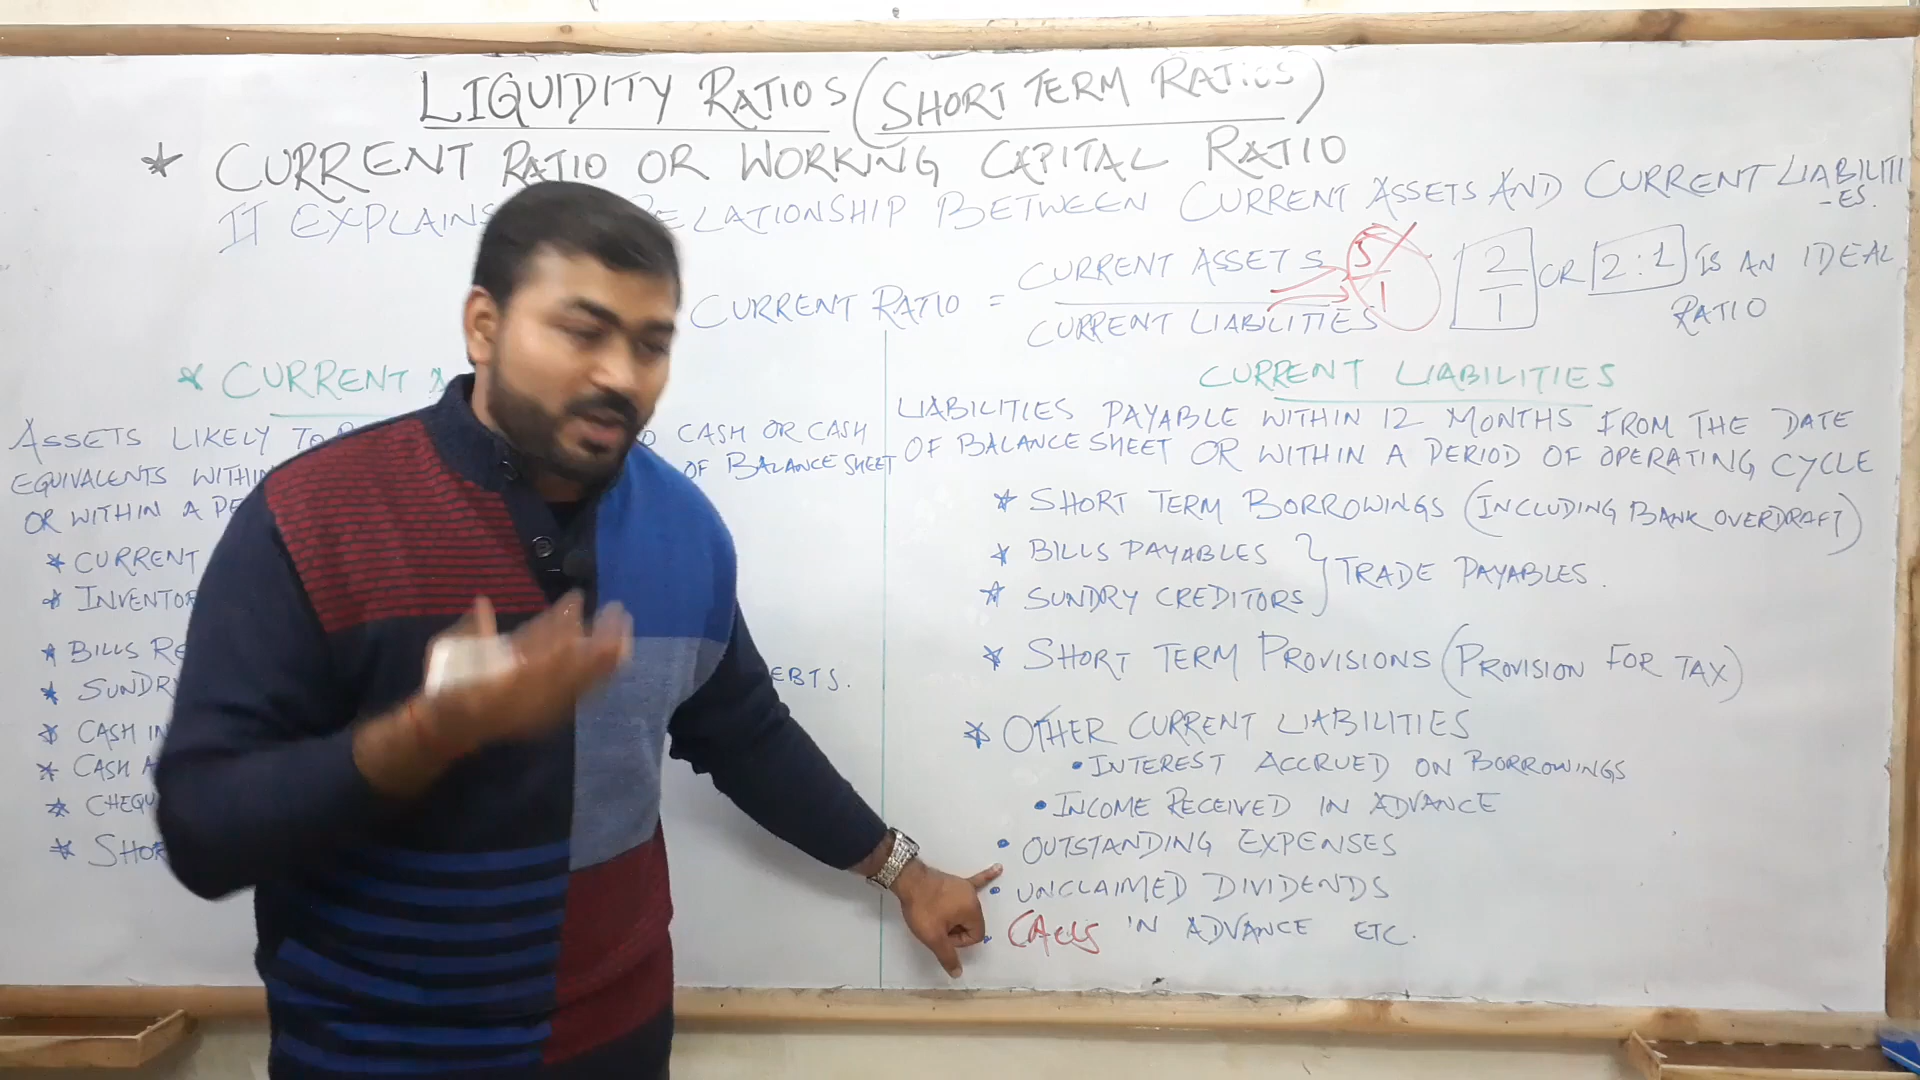 LIQUIDITY RATIOS (SHORT TERM RATIOS)
* CURRENT RATIO OR WORKING CAPITAL RATIO
IT EXPLAINS RELATIONSHIP BETWEEN CURRENT ASSETS AND CURRENT LIABILITI
-ES.
CURRENT RATIO = CURRENT ASSETS
CURRENT LIABILITIES
2/1 OR 2:1 IS AN IDEAL
RATIO
* CURRENT A
ASSETS LIKELY TO CASH OR CASH
EQUIVALENTS WITHIN OF BALANCE SHEET
OR WITHIN A PE
* CURRENT
* INVENTOR
* BILLS RE
* SUNDRY EBTS.
* CASH IN
* CASH A
* CHEQU
* SHOR
CURRENT LIABILITIES
LIABILITIES PAYABLE WITHIN 12 MONTHS FROM THE DATE
OF BALANCE SHEET OR WITHIN A PERIOD OF OPERATING CYCLE
* SHORT TERM BORROWINGS (INCLUDING BANK OVERDRAFT)
* BILLS PAYABLES
* SUNDRY CREDITORS } TRADE PAYABLES.
* SHORT TERM PROVISIONS (PROVISION FOR TAX)
* OTHER CURRENT LIABILITIES
• INTEREST ACCRUED ON BORROWINGS
• INCOME RECEIVED IN ADVANCE
• OUTSTANDING EXPENSES
• UNCLAIMED DIVIDENDS
• CALLS IN ADVANCE ETC.